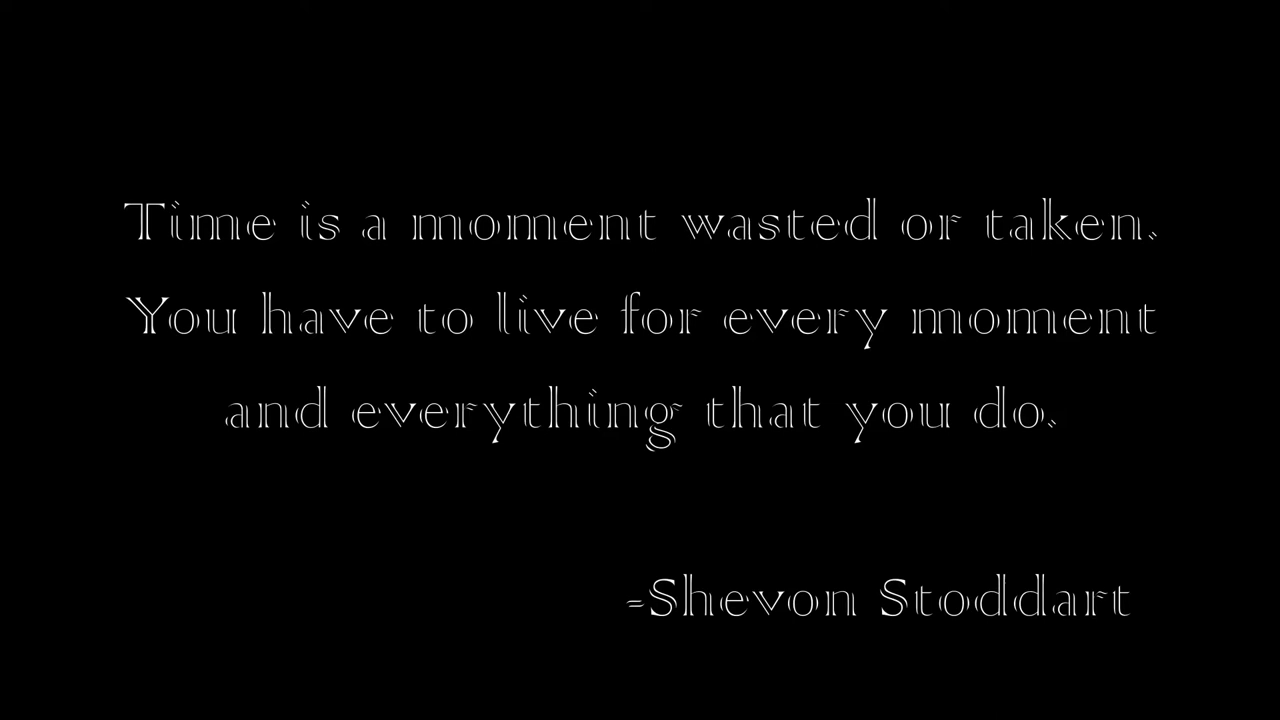 Time is a moment wasted or taken.
You have to live for every moment
and everything that you do.
-Shevon Stoddart